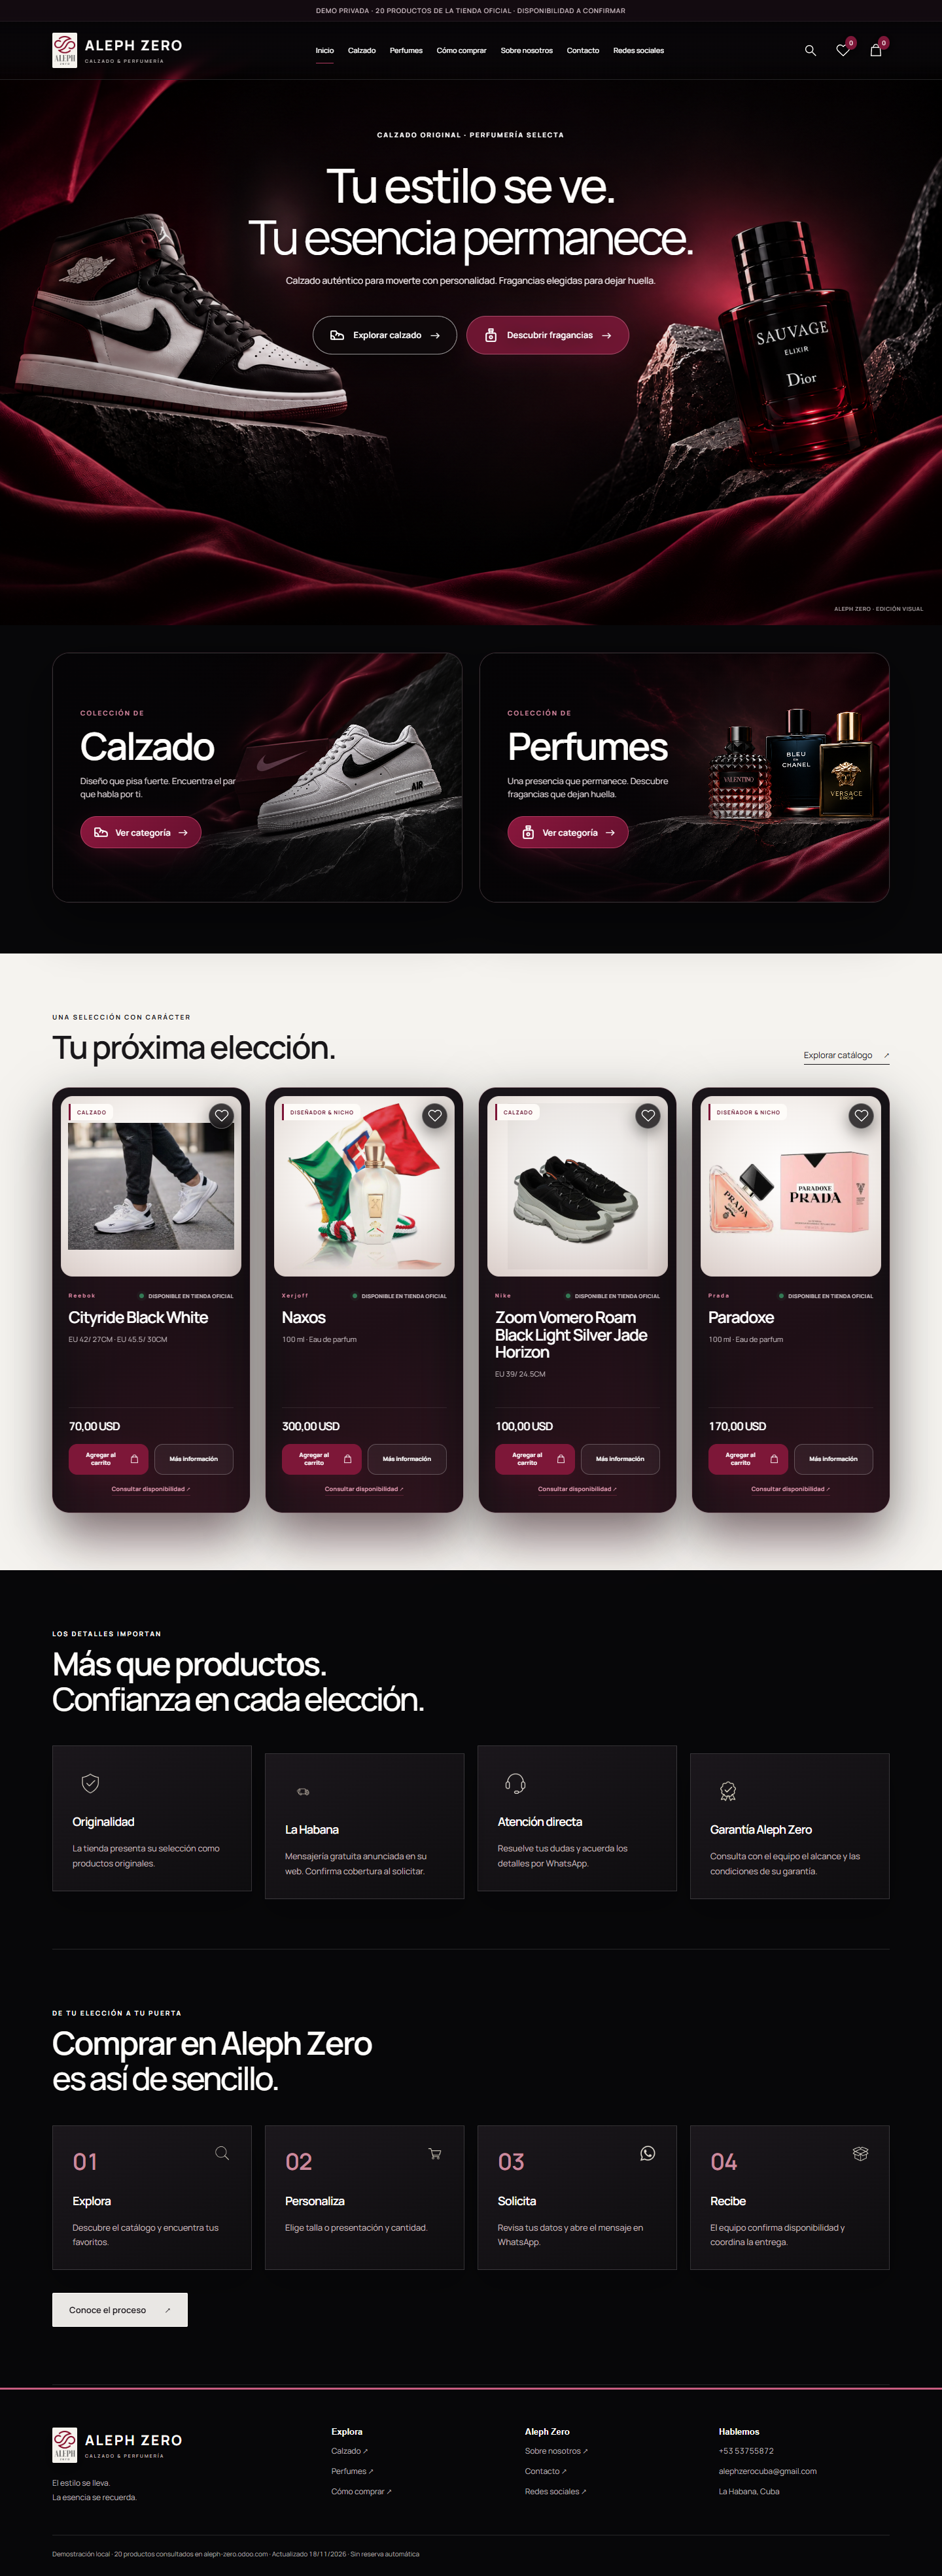 DEMO PRIVADA · 20 PRODUCTOS DE LA TIENDA OFICIAL · DISPONIBILIDAD A CONFIRMAR
ALEPH ZERO
CALZADO & PERFUMERÍA
Inicio Calzado Perfumes Cómo comprar Sobre nosotros Contacto Redes sociales
0 0
CALZADO ORIGINAL · PERFUMERÍA SELECTA
Tu estilo se ve.
Tu esencia permanece.
Calzado auténtico para moverte con personalidad. Fragancias elegidas para dejar huella.
Explorar calzado → Descubrir fragancias →
SAUVAGE
ELIXIR
Dior
ALEPH ZERO · EDICIÓN VISUAL
COLECCIÓN DE
Calzado
Diseño que pisa fuerte. Encuentra el par
que habla por ti.
Ver categoría →
AIR
COLECCIÓN DE
Perfumes
Una presencia que permanece. Descubre
fragancias que dejan huella.
Ver categoría →
VALENTINO
BLEU
DE
CHANEL
VERSACE
UNA SELECCIÓN CON CARÁCTER
Tu próxima elección.
Explorar catálogo ↗
CALZADO
Reebok DISPONIBLE EN TIENDA OFICIAL
Cityride Black White
EU 42/ 27CM · EU 45.5/ 30CM
70,00 USD
Agregar al
carrito
Más información
Consultar disponibilidad ↗
DISEÑADOR & NICHO
Xerjoff DISPONIBLE EN TIENDA OFICIAL
Naxos
100 ml · Eau de parfum
300,00 USD
Agregar al
carrito
Más información
Consultar disponibilidad ↗
CALZADO
Nike DISPONIBLE EN TIENDA OFICIAL
Zoom Vomero Roam
Black Light Silver Jade
Horizon
EU 39/ 24.5CM
100,00 USD
Agregar al
carrito
Más información
Consultar disponibilidad ↗
DISEÑADOR & NICHO
PRADA
PARADOXE
PRADA
Prada DISPONIBLE EN TIENDA OFICIAL
Paradoxe
100 ml · Eau de parfum
170,00 USD
Agregar al
carrito
Más información
Consultar disponibilidad ↗
LOS DETALLES IMPORTAN
Más que productos.
Confianza en cada elección.
Originalidad
La tienda presenta su selección como
productos originales.
La Habana
Mensajería gratuita anunciada en su
web. Confirma cobertura al solicitar.
Atención directa
Resuelve tus dudas y acuerda los
detalles por WhatsApp.
Garantía Aleph Zero
Consulta con el equipo el alcance y las
condiciones de su garantía.
DE TU ELECCIÓN A TU PUERTA
Comprar en Aleph Zero
es así de sencillo.
01
Explora
Descubre el catálogo y encuentra tus
favoritos.
02
Personaliza
Elige talla o presentación y cantidad.
03
Solicita
Revisa tus datos y abre el mensaje en
WhatsApp.
04
Recibe
El equipo confirma disponibilidad y
coordina la entrega.
Conoce el proceso ↗
ALEPH ZERO
CALZADO & PERFUMERÍA
El estilo se lleva.
La esencia se recuerda.
Explora
Calzado ↗
Perfumes ↗
Cómo comprar ↗
Aleph Zero
Sobre nosotros ↗
Contacto ↗
Redes sociales ↗
Hablemos
+53 53755872
alephzerocuba@gmail.com
La Habana, Cuba
Demostración local · 20 productos consultados en aleph-zero.odoo.com · Actualizado 18/11/2026 · Sin reserva automática